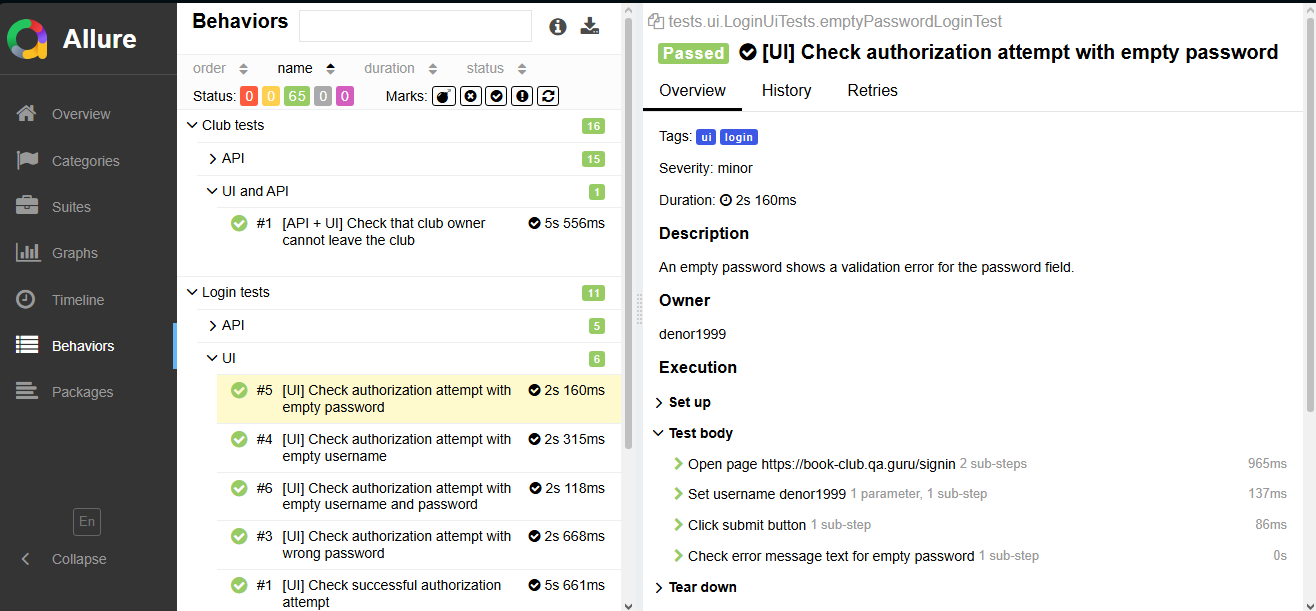 Allure
Overview
Categories
Suites
Graphs
Timeline
Behaviors
Packages
En
Collapse
Behaviors
order name duration status
Status: 0 0 65 0 0 Marks:
Club tests 16
API 15
UI and API 1
#1 [API + UI] Check that club owner 5s 556ms
cannot leave the club
Login tests 11
API 5
UI 6
#5 [UI] Check authorization attempt with 2s 160ms
empty password
#4 [UI] Check authorization attempt with 2s 315ms
empty username
#6 [UI] Check authorization attempt with 2s 118ms
empty username and password
#3 [UI] Check authorization attempt with 2s 668ms
wrong password
#1 [UI] Check successful authorization 5s 661ms
attempt
tests.ui.LoginUiTests.emptyPasswordLoginTest
Passed [UI] Check authorization attempt with empty password
Overview History Retries
Tags: ui login
Severity: minor
Duration: 2s 160ms
Description
An empty password shows a validation error for the password field.
Owner
denor1999
Execution
Set up
Test body
Open page https://book-club.qa.guru/signin 2 sub-steps 965ms
Set username denor1999 1 parameter, 1 sub-step 137ms
Click submit button 1 sub-step 86ms
Check error message text for empty password 1 sub-step 0s
Tear down